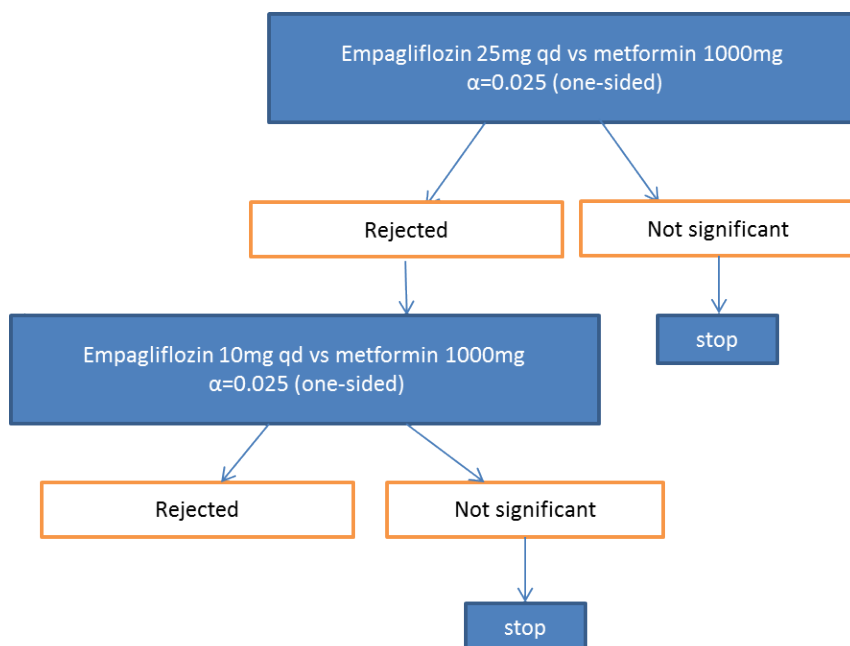 Empagliflozin 25mg qd vs metformin 1000mg
α=0.025 (one-sided)
Rejected
Not significant
stop
Empagliflozin 10mg qd vs metformin 1000mg
α=0.025 (one-sided)
Rejected
Not significant
stop